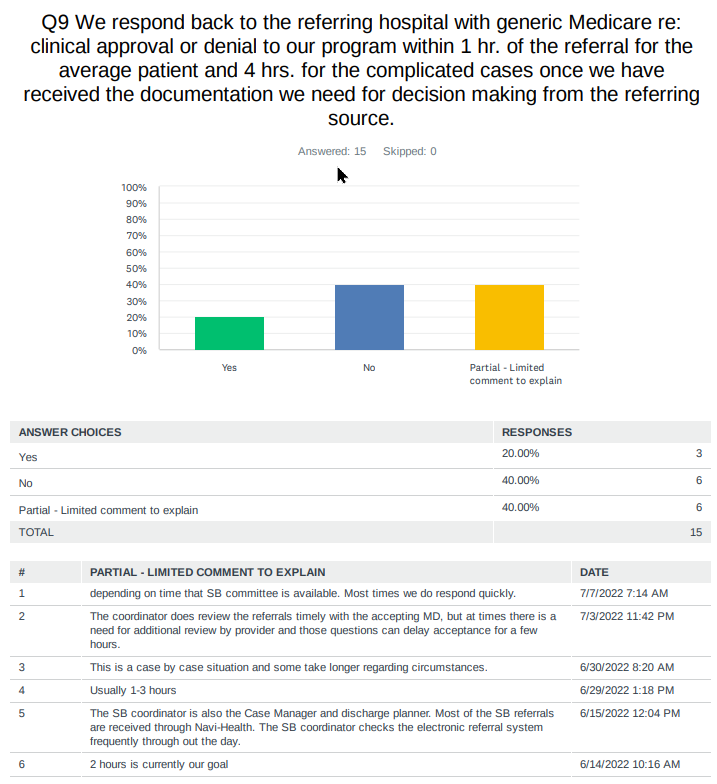 Q9 We respond back to the referring hospital with generic Medicare re:
clinical approval or denial to our program within 1 hr. of the referral for the
average patient and 4 hrs. for the complicated cases once we have
received the documentation we need for decision making from the referring
source.
Answered: 15 Skipped: 0
100%
90%
80%
70%
60%
50%
40%
30%
20%
10%
0%
Yes No Partial - Limited
comment to explain
ANSWER CHOICES RESPONSES
Yes 20.00% 3
No 40.00% 6
Partial - Limited comment to explain 40.00% 6
TOTAL 15
# PARTIAL - LIMITED COMMENT TO EXPLAIN DATE
1 depending on time that SB committee is available. Most times we do respond quickly. 7/7/2022 7:14 AM
2 The coordinator does review the referrals timely with the accepting MD, but at times there is a 7/3/2022 11:42 PM
need for additional review by provider and those questions can delay acceptance for a few
hours.
3 This is a case by case situation and some take longer regarding circumstances. 6/30/2022 8:20 AM
4 Usually 1-3 hours 6/29/2022 1:18 PM
5 The SB coordinator is also the Case Manager and discharge planner. Most of the SB referrals 6/15/2022 12:04 PM
are received through Navi-Health. The SB coordinator checks the electronic referral system
frequently through out the day.
6 2 hours is currently our goal 6/14/2022 10:16 AM